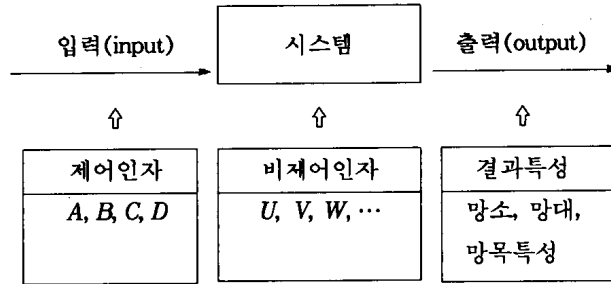 입력(input)
시스템
출력(output)
제어인자
A, B, C, D
비제어인자
U, V, W, …
결과특성
망소, 망대,
망목특성